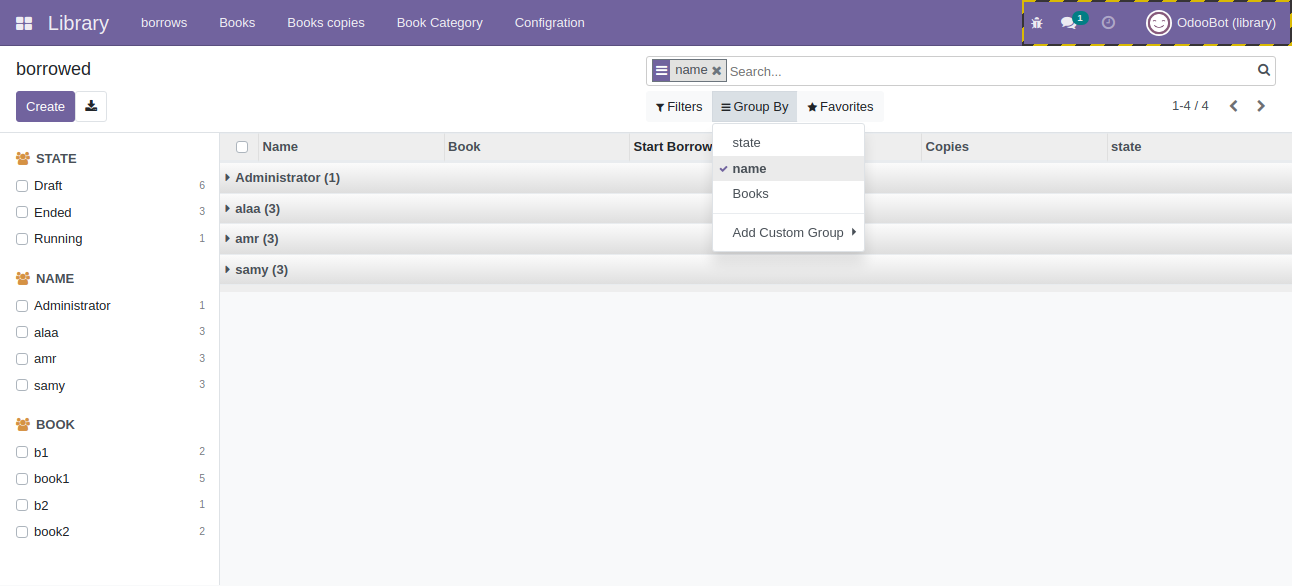 Library borrows Books Books copies Book Category Configration 1 OdooBot (library)
borrowed
name Search...
Create
Filters Group By Favorites 1-4 / 4
state
name
Books
Add Custom Group
STATE
Draft 6
Ended 3
Running 1
NAME
Administrator 1
alaa 3
amr 3
samy 3
BOOK
b1 2
book1 5
b2 1
book2 2
Name Book Start Borrow Copies state
Administrator (1)
alaa (3)
amr (3)
samy (3)